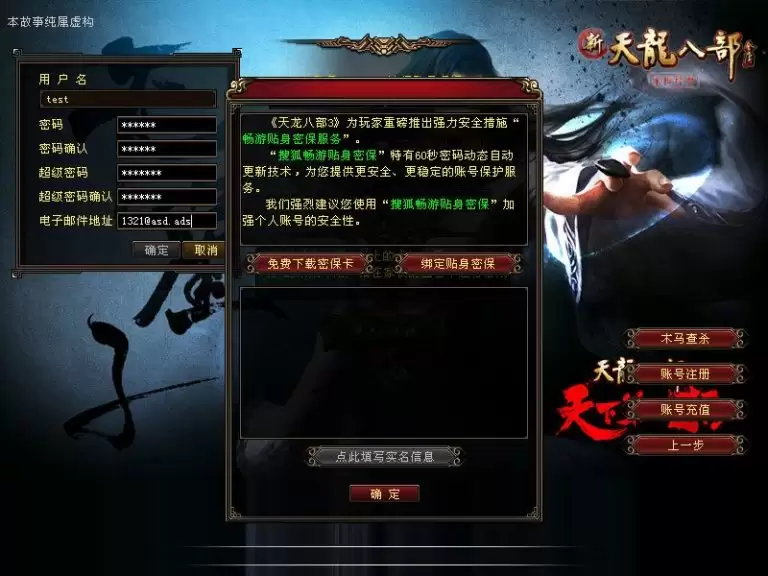 本故事纯属虚构
新天龍八部
用 户 名
test
密码 ******
密码确认 ******
超级密码 *******
超级密码确认 *******
电子邮件地址 1321@asd.ads
确定 取消
《天龙八部3》为玩家重磅推出强力安全措施“
畅游贴身密保服务”。
“搜狐畅游贴身密保”特有60秒密码动态自动
更新技术，为您提供更安全、更稳定的账号保护服
务。
我们强烈建议您使用“搜狐畅游贴身密保”加
强个人账号的安全性。
免费下载密保卡 绑定贴身密保
点此填写实名信息
确 定
木马查杀
账号注册
账号充值
上一步